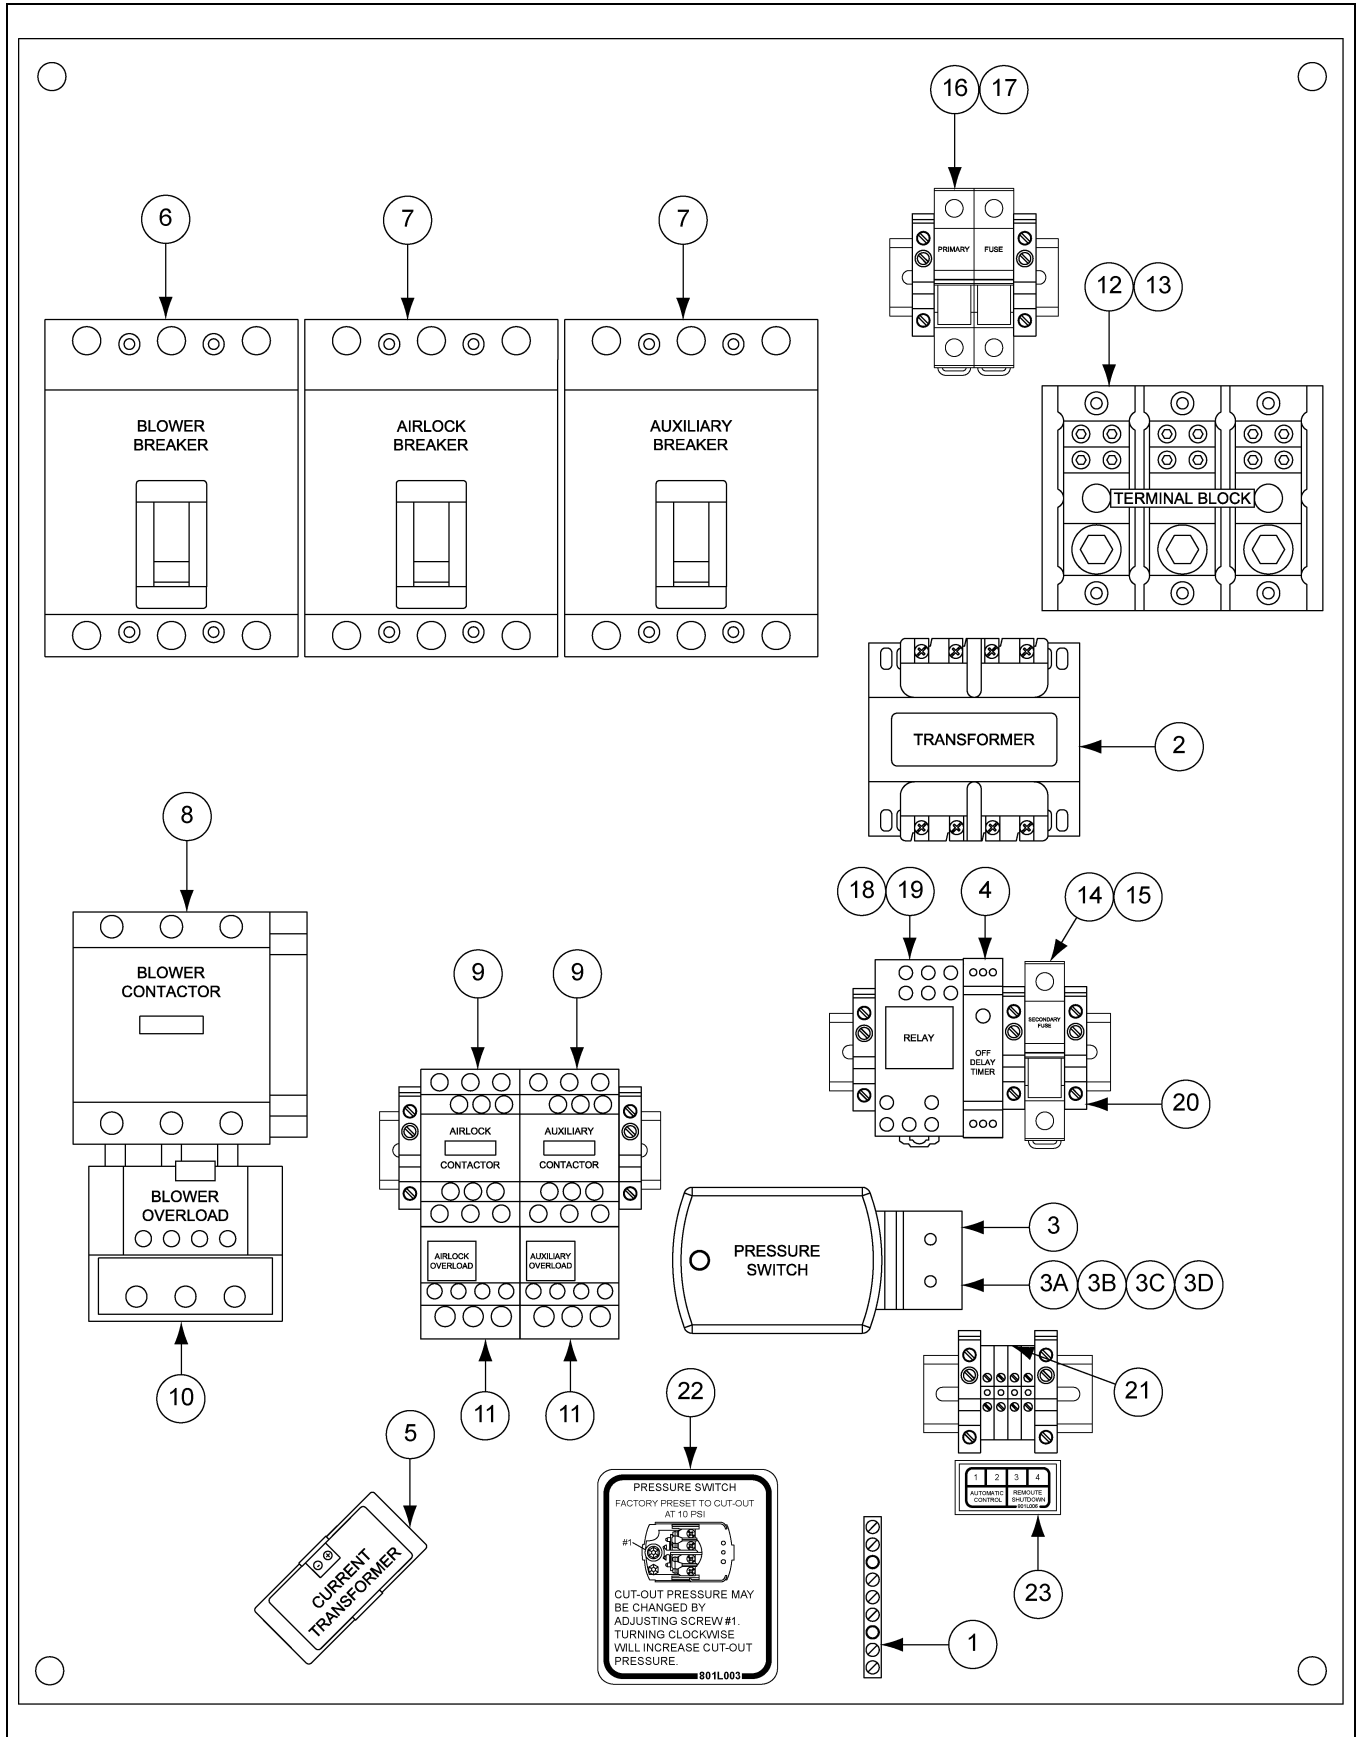 16 17
6
7
7
PRIMARY FUSE
12 13
BLOWER
BREAKER
AIRLOCK
BREAKER
AUXILIARY
BREAKER
TERMINAL BLOCK
TRANSFORMER
2
8
18 19
4
14 15
BLOWER
CONTACTOR
9
9
RELAY
OFF
DELAY
TIMER
SECONDARY
FUSE
20
AIRLOCK
CONTACTOR
AUXILIARY
CONTACTOR
BLOWER
OVERLOAD
AIRLOCK
OVERLOAD
AUXILIARY
OVERLOAD
PRESSURE
SWITCH
3
3A 3B 3C 3D
10
11
11
22
21
5
CURRENT
TRANSFORMER
PRESSURE SWITCH
FACTORY PRESET TO CUT-OUT
AT 10 PSI
#1
CUT-OUT PRESSURE MAY
BE CHANGED BY
ADJUSTING SCREW #1.
TURNING CLOCKWISE
WILL INCREASE CUT-OUT
PRESSURE.
801L003
1 2 3 4
AUTOMATIC
CONTROL
REMOUTE
SHUTDOWN
801L006
23
1